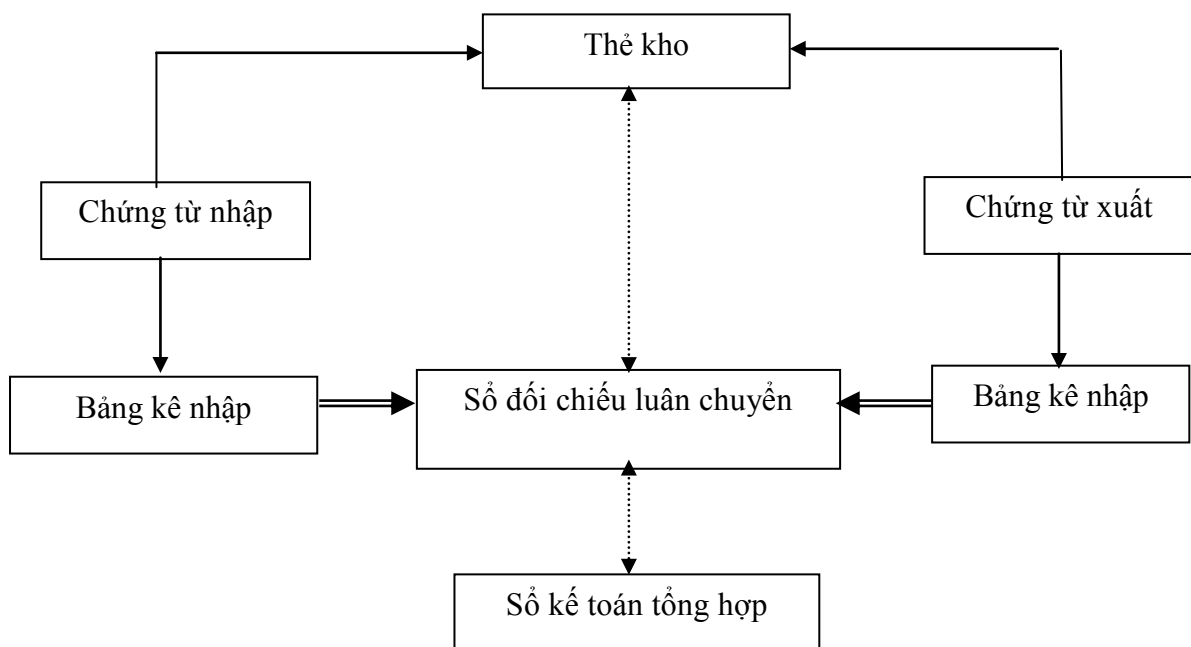 Thẻ kho
Chứng từ nhập
Chứng từ xuất
Bảng kê nhập
Sổ đối chiếu luân chuyển
Bảng kê nhập
Sổ kế toán tổng hợp